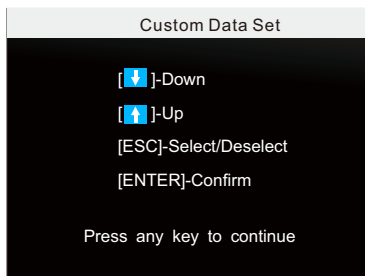 Custom Data Set
[⬇]-Down
[⬆]-Up
[ESC]-Select/Deselect
[ENTER]-Confirm
Press any key to continue